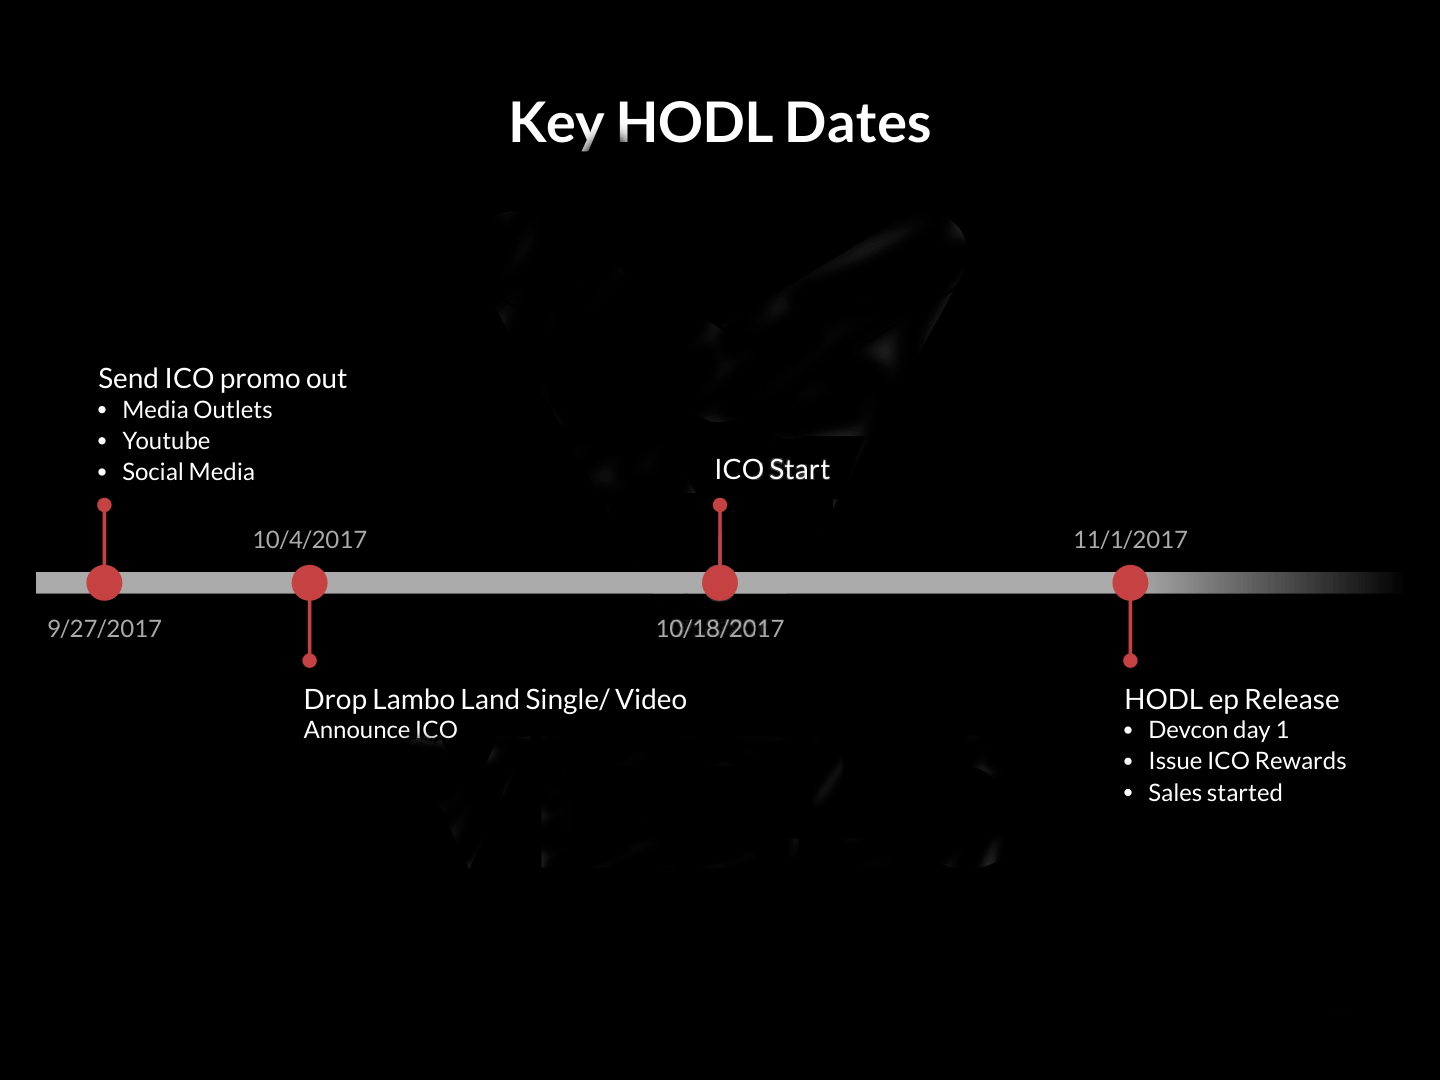 Key HODL Dates
Send ICO promo out
• Media Outlets
• Youtube
• Social Media
9/27/2017
10/4/2017
Drop Lambo Land Single/ Video
Announce ICO
ICO Start
10/18/2017
11/1/2017
HODL ep Release
• Devcon day 1
• Issue ICO Rewards
• Sales started